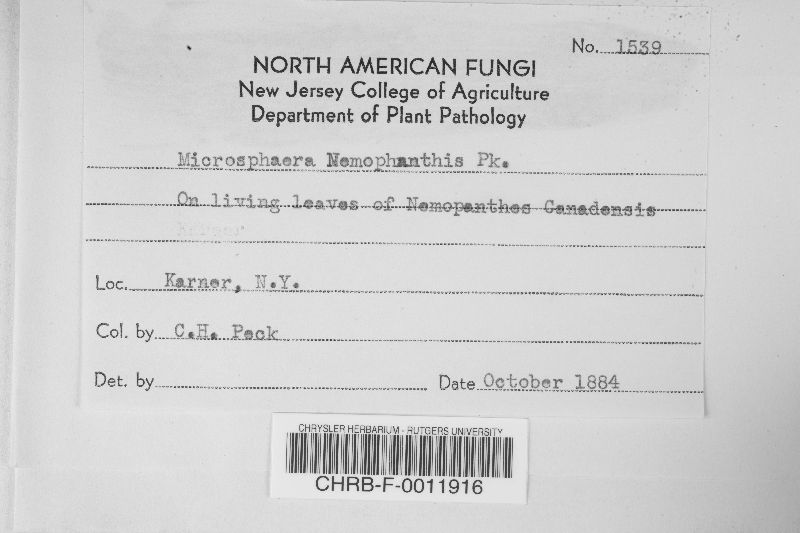 No. 1539
NORTH AMERICAN FUNGI
New Jersey College of Agriculture
Department of Plant Pathology
Microsphaera Nemophanthis Pk.
On living leaves of Nemopanthes Canadensis
Loc. Karner, N.Y.
Col. by C.H. Peck
Det. by
Date October 1884
CHRYSLER HERBARIUM - RUTGERS UNIVERSITY
CHRB-F-0011916